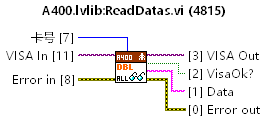 A400.lvlib:ReadDatas.vi (4815)
卡号 [7]
VISA In [11]
Error in [8]
A400
DBL
ALL
[3] VISA Out
[2] VisaOk?
[1] Data
[0] Error out